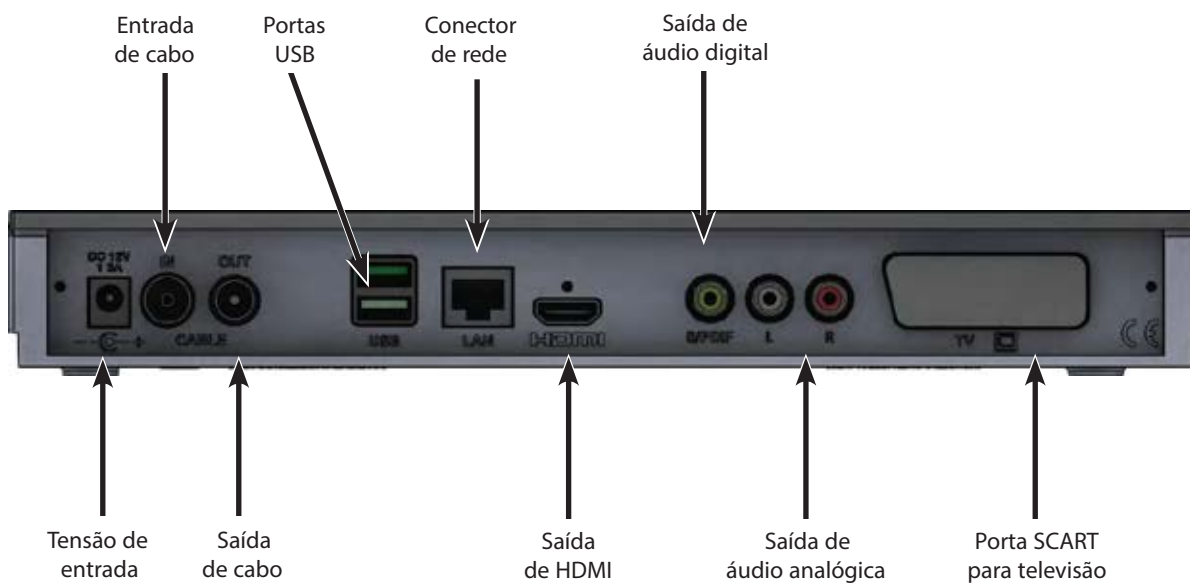 Entrada
de cabo
Portas
USB
Conector
de rede
Saída de
áudio digital
DC 12V
IN
OUT
CABLE
USB
LAN
HDMI
S/PDIF
L
R
TV
CE
Tensão de
entrada
Saída
de cabo
Saída
de HDMI
Saída de
áudio analógica
Porta SCART
para televisão